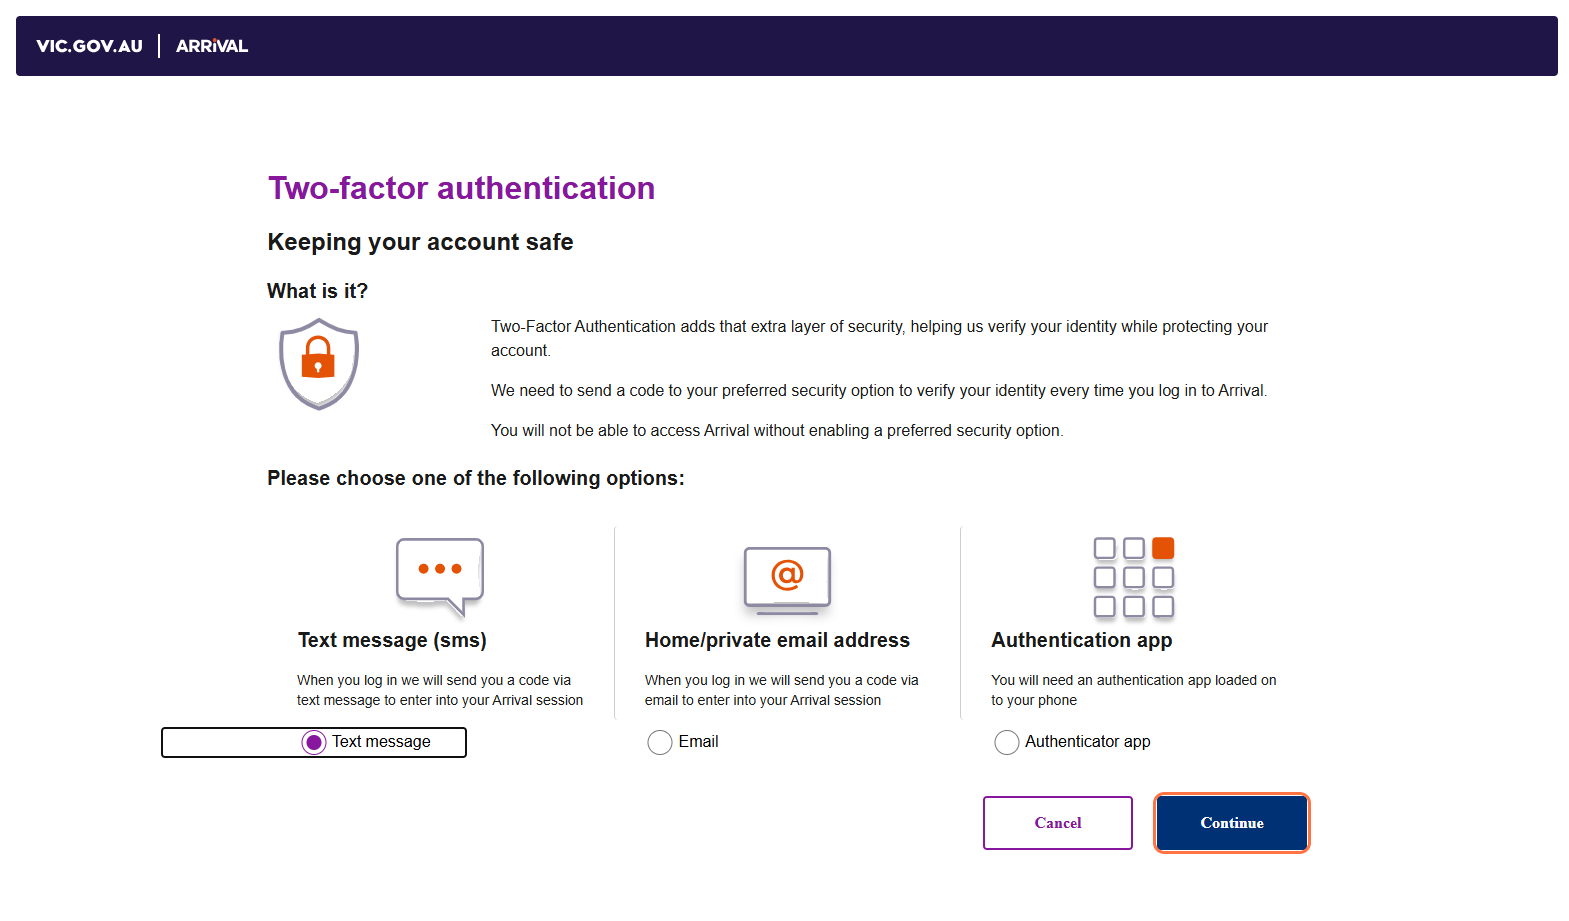 VIC.GOV.AU | ARRIVAL
Two-factor authentication
Keeping your account safe
What is it?
Two-Factor Authentication adds that extra layer of security, helping us verify your identity while protecting your
account.
We need to send a code to your preferred security option to verify your identity every time you log in to Arrival.
You will not be able to access Arrival without enabling a preferred security option.
Please choose one of the following options:
@
Text message (sms)
When you log in we will send you a code via
text message to enter into your Arrival session
Text message
Home/private email address
When you log in we will send you a code via
email to enter into your Arrival session
Email
Authentication app
You will need an authentication app loaded on
to your phone
Authenticator app
Cancel
Continue